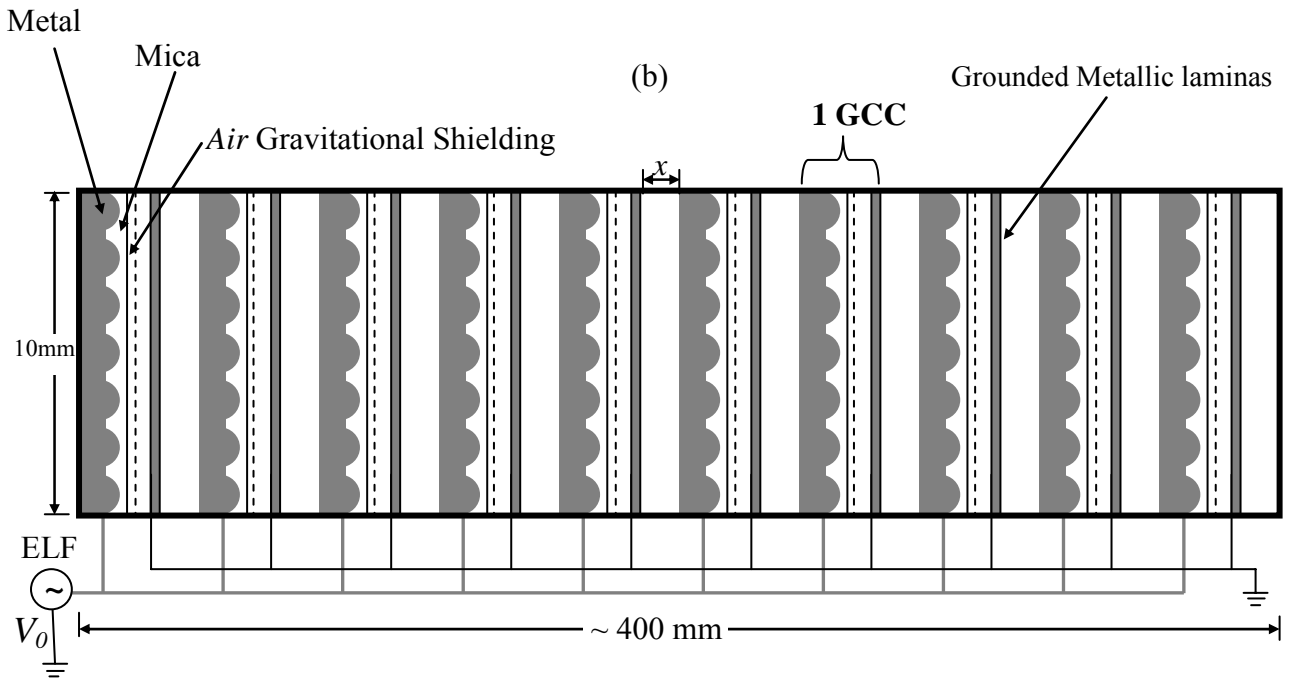 Metal
Mica
(b)
Grounded Metallic laminas
1 GCC
Air Gravitational Shielding
x
10mm
ELF
~
V0
~ 400 mm